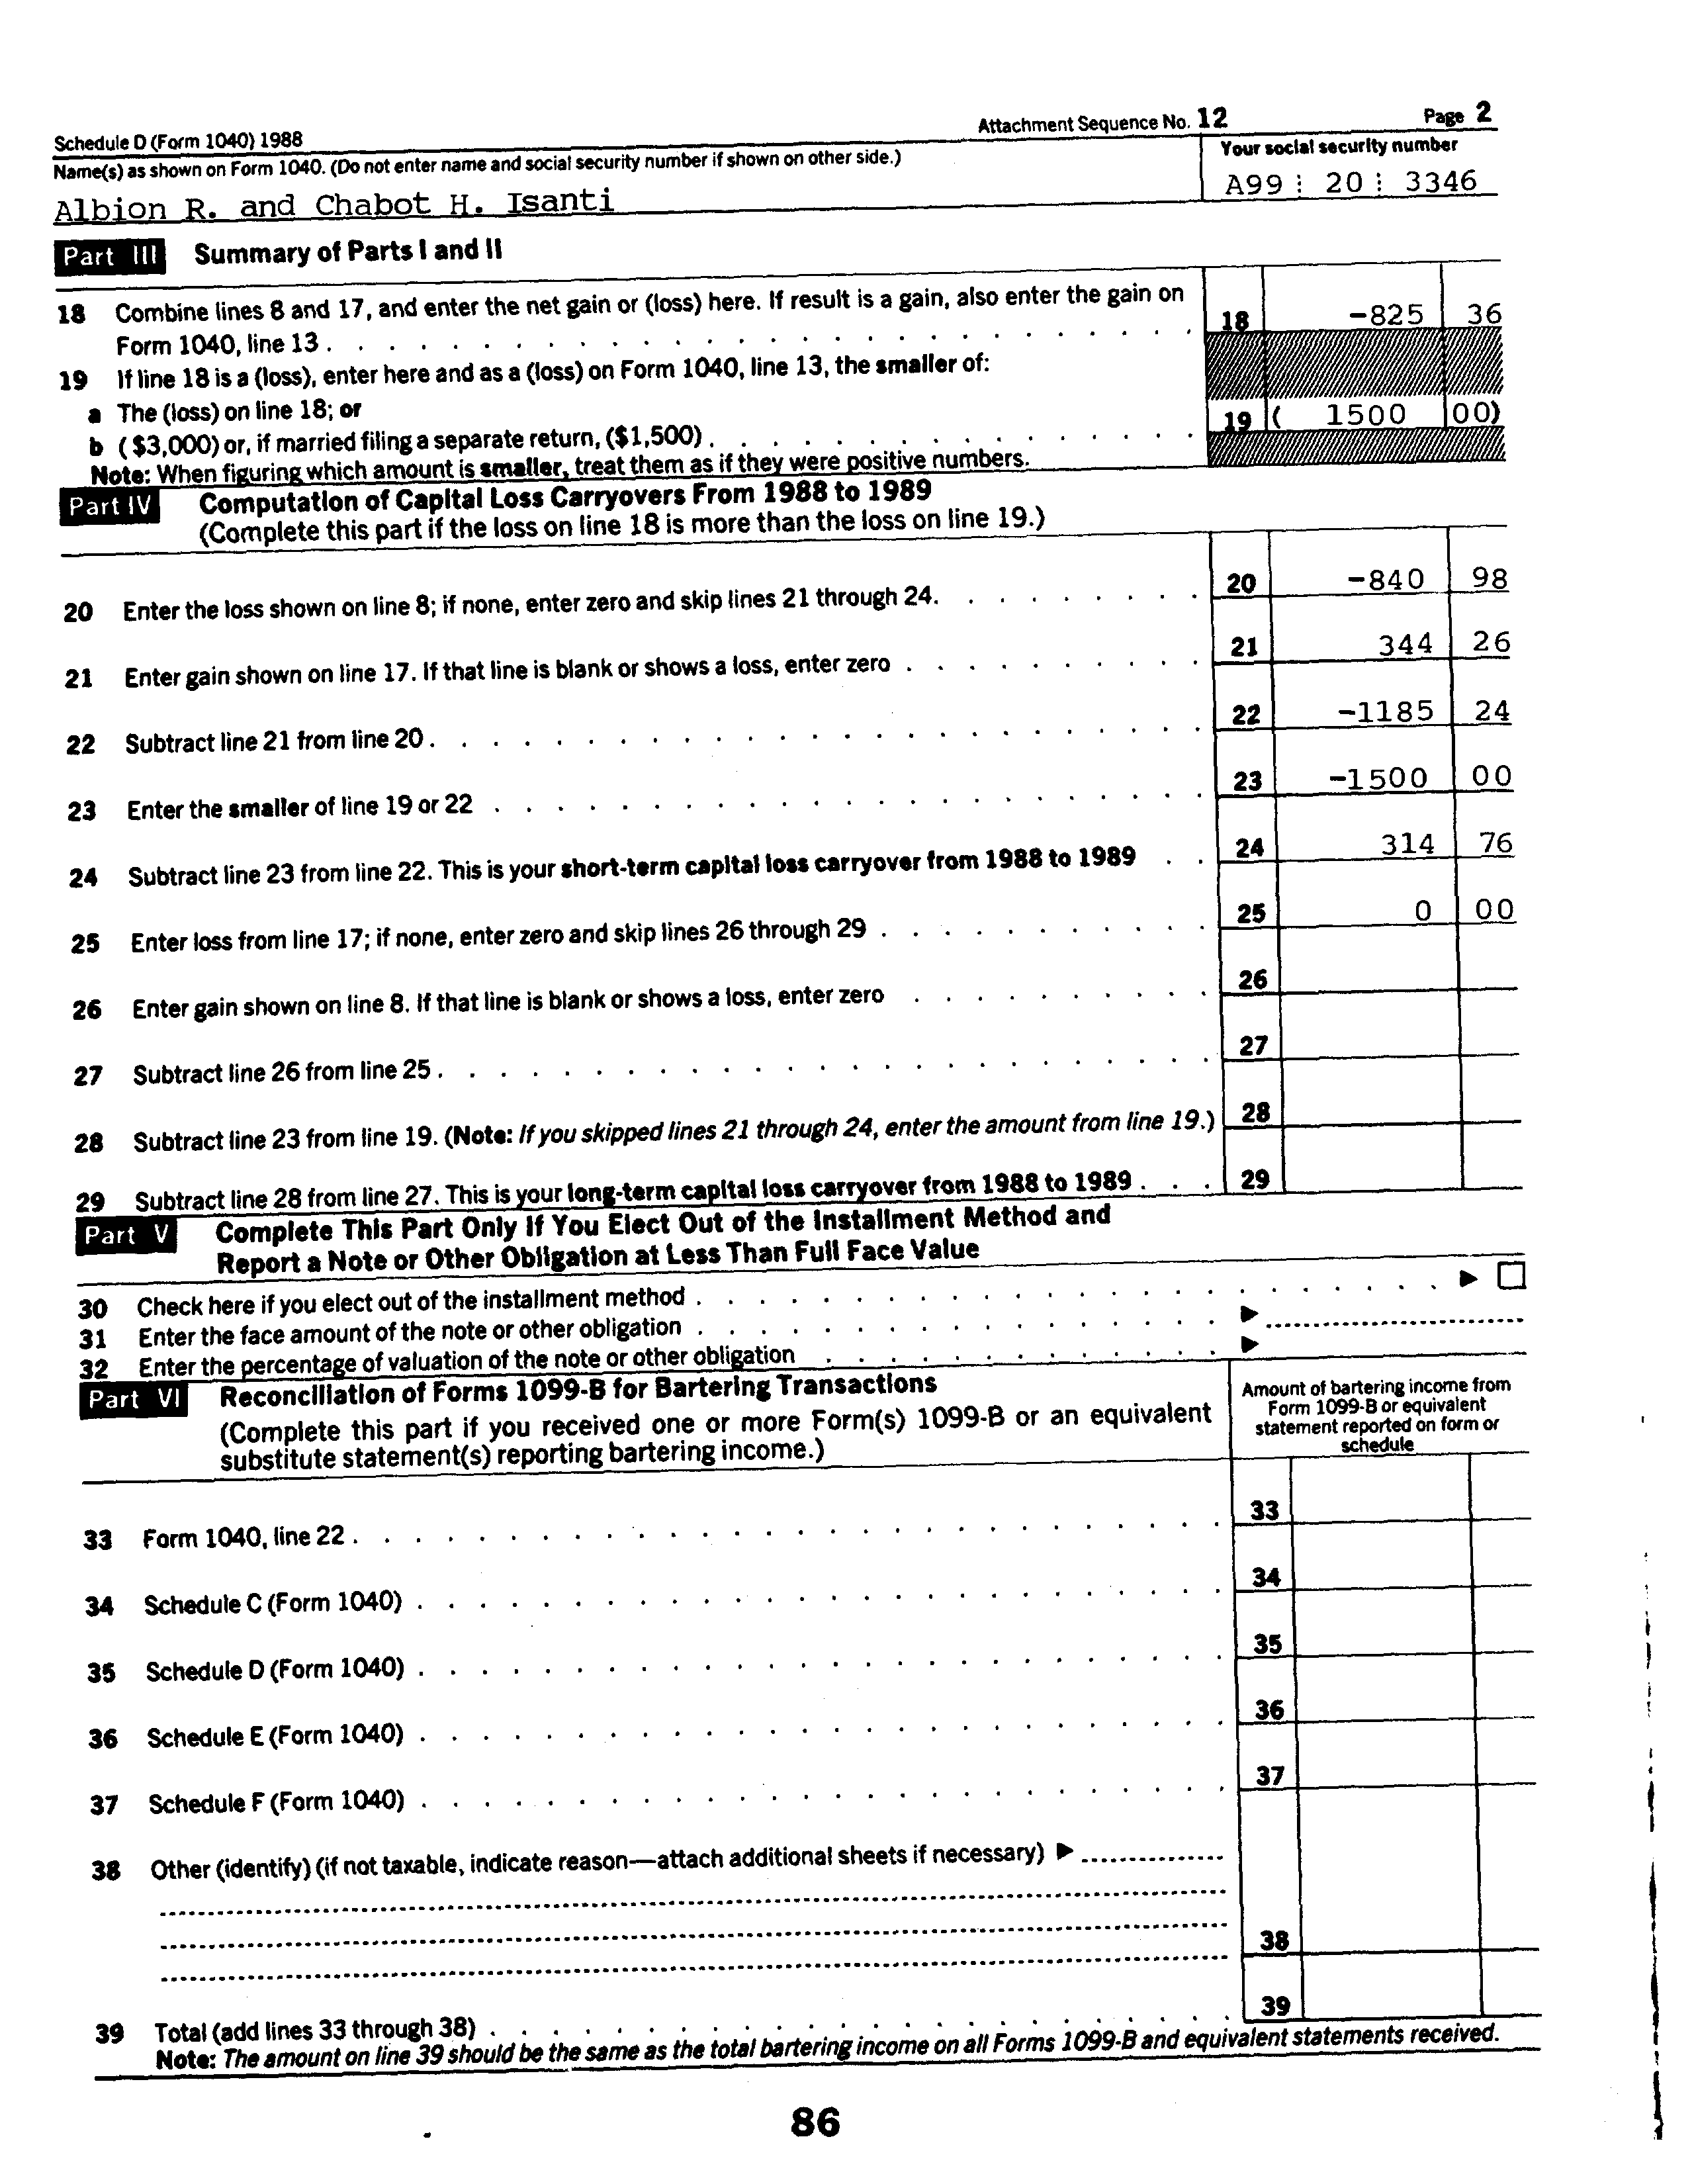 Schedule D (Form 1040) 1988 Attachment Sequence No. 12 Page 2
Name(s) as shown on Form 1040. (Do not enter name and social security number if shown on other side.) Your social security number
Albion R. and Chabot H. Isanti A99 20 3346
Part III Summary of Parts I and II
18 Combine lines 8 and 17, and enter the net gain or (loss) here. If result is a gain, also enter the gain on
Form 1040, line 13 . . . 18 -825 36
19 If line 18 is a (loss), enter here and as a (loss) on Form 1040, line 13, the smaller of:
a The (loss) on line 18; or
b ($3,000) or, if married filing a separate return, ($1,500) . . . 19 ( 1500 00)
Note: When figuring which amount is smaller, treat them as if they were positive numbers.
Part IV Computation of Capital Loss Carryovers From 1988 to 1989
(Complete this part if the loss on line 18 is more than the loss on line 19.)
20 Enter the loss shown on line 8; if none, enter zero and skip lines 21 through 24. . . . 20 -840 98
21 Enter gain shown on line 17. If that line is blank or shows a loss, enter zero . . . 21 344 26
22 Subtract line 21 from line 20 . . . 22 -1185 24
23 Enter the smaller of line 19 or 22 . . . 23 -1500 00
24 Subtract line 23 from line 22. This is your short-term capital loss carryover from 1988 to 1989 . . 24 314 76
25 Enter loss from line 17; if none, enter zero and skip lines 26 through 29 . . . 25 0 00
26 Enter gain shown on line 8. If that line is blank or shows a loss, enter zero . . . 26
27 Subtract line 26 from line 25 . . . 27
28 Subtract line 23 from line 19. (Note: If you skipped lines 21 through 24, enter the amount from line 19.) 28
29 Subtract line 28 from line 27. This is your long-term capital loss carryover from 1988 to 1989 . . . 29
Part V Complete This Part Only If You Elect Out of the Installment Method and
Report a Note or Other Obligation at Less Than Full Face Value
30 Check here if you elect out of the installment method . . . ▶ ☐
31 Enter the face amount of the note or other obligation . . . ▶
32 Enter the percentage of valuation of the note or other obligation . . . ▶
Part VI Reconciliation of Forms 1099-B for Bartering Transactions
(Complete this part if you received one or more Form(s) 1099-B or an equivalent
substitute statement(s) reporting bartering income.)
Amount of bartering income from
Form 1099-B or equivalent
statement reported on form or
schedule
33 Form 1040, line 22 . . . 33
34 Schedule C (Form 1040) . . . 34
35 Schedule D (Form 1040) . . . 35
36 Schedule E (Form 1040) . . . 36
37 Schedule F (Form 1040) . . . 37
38 Other (identify) (if not taxable, indicate reason—attach additional sheets if necessary) ▶
38
39 Total (add lines 33 through 38) . . . 39
Note: The amount on line 39 should be the same as the total bartering income on all Forms 1099-B and equivalent statements received.
86